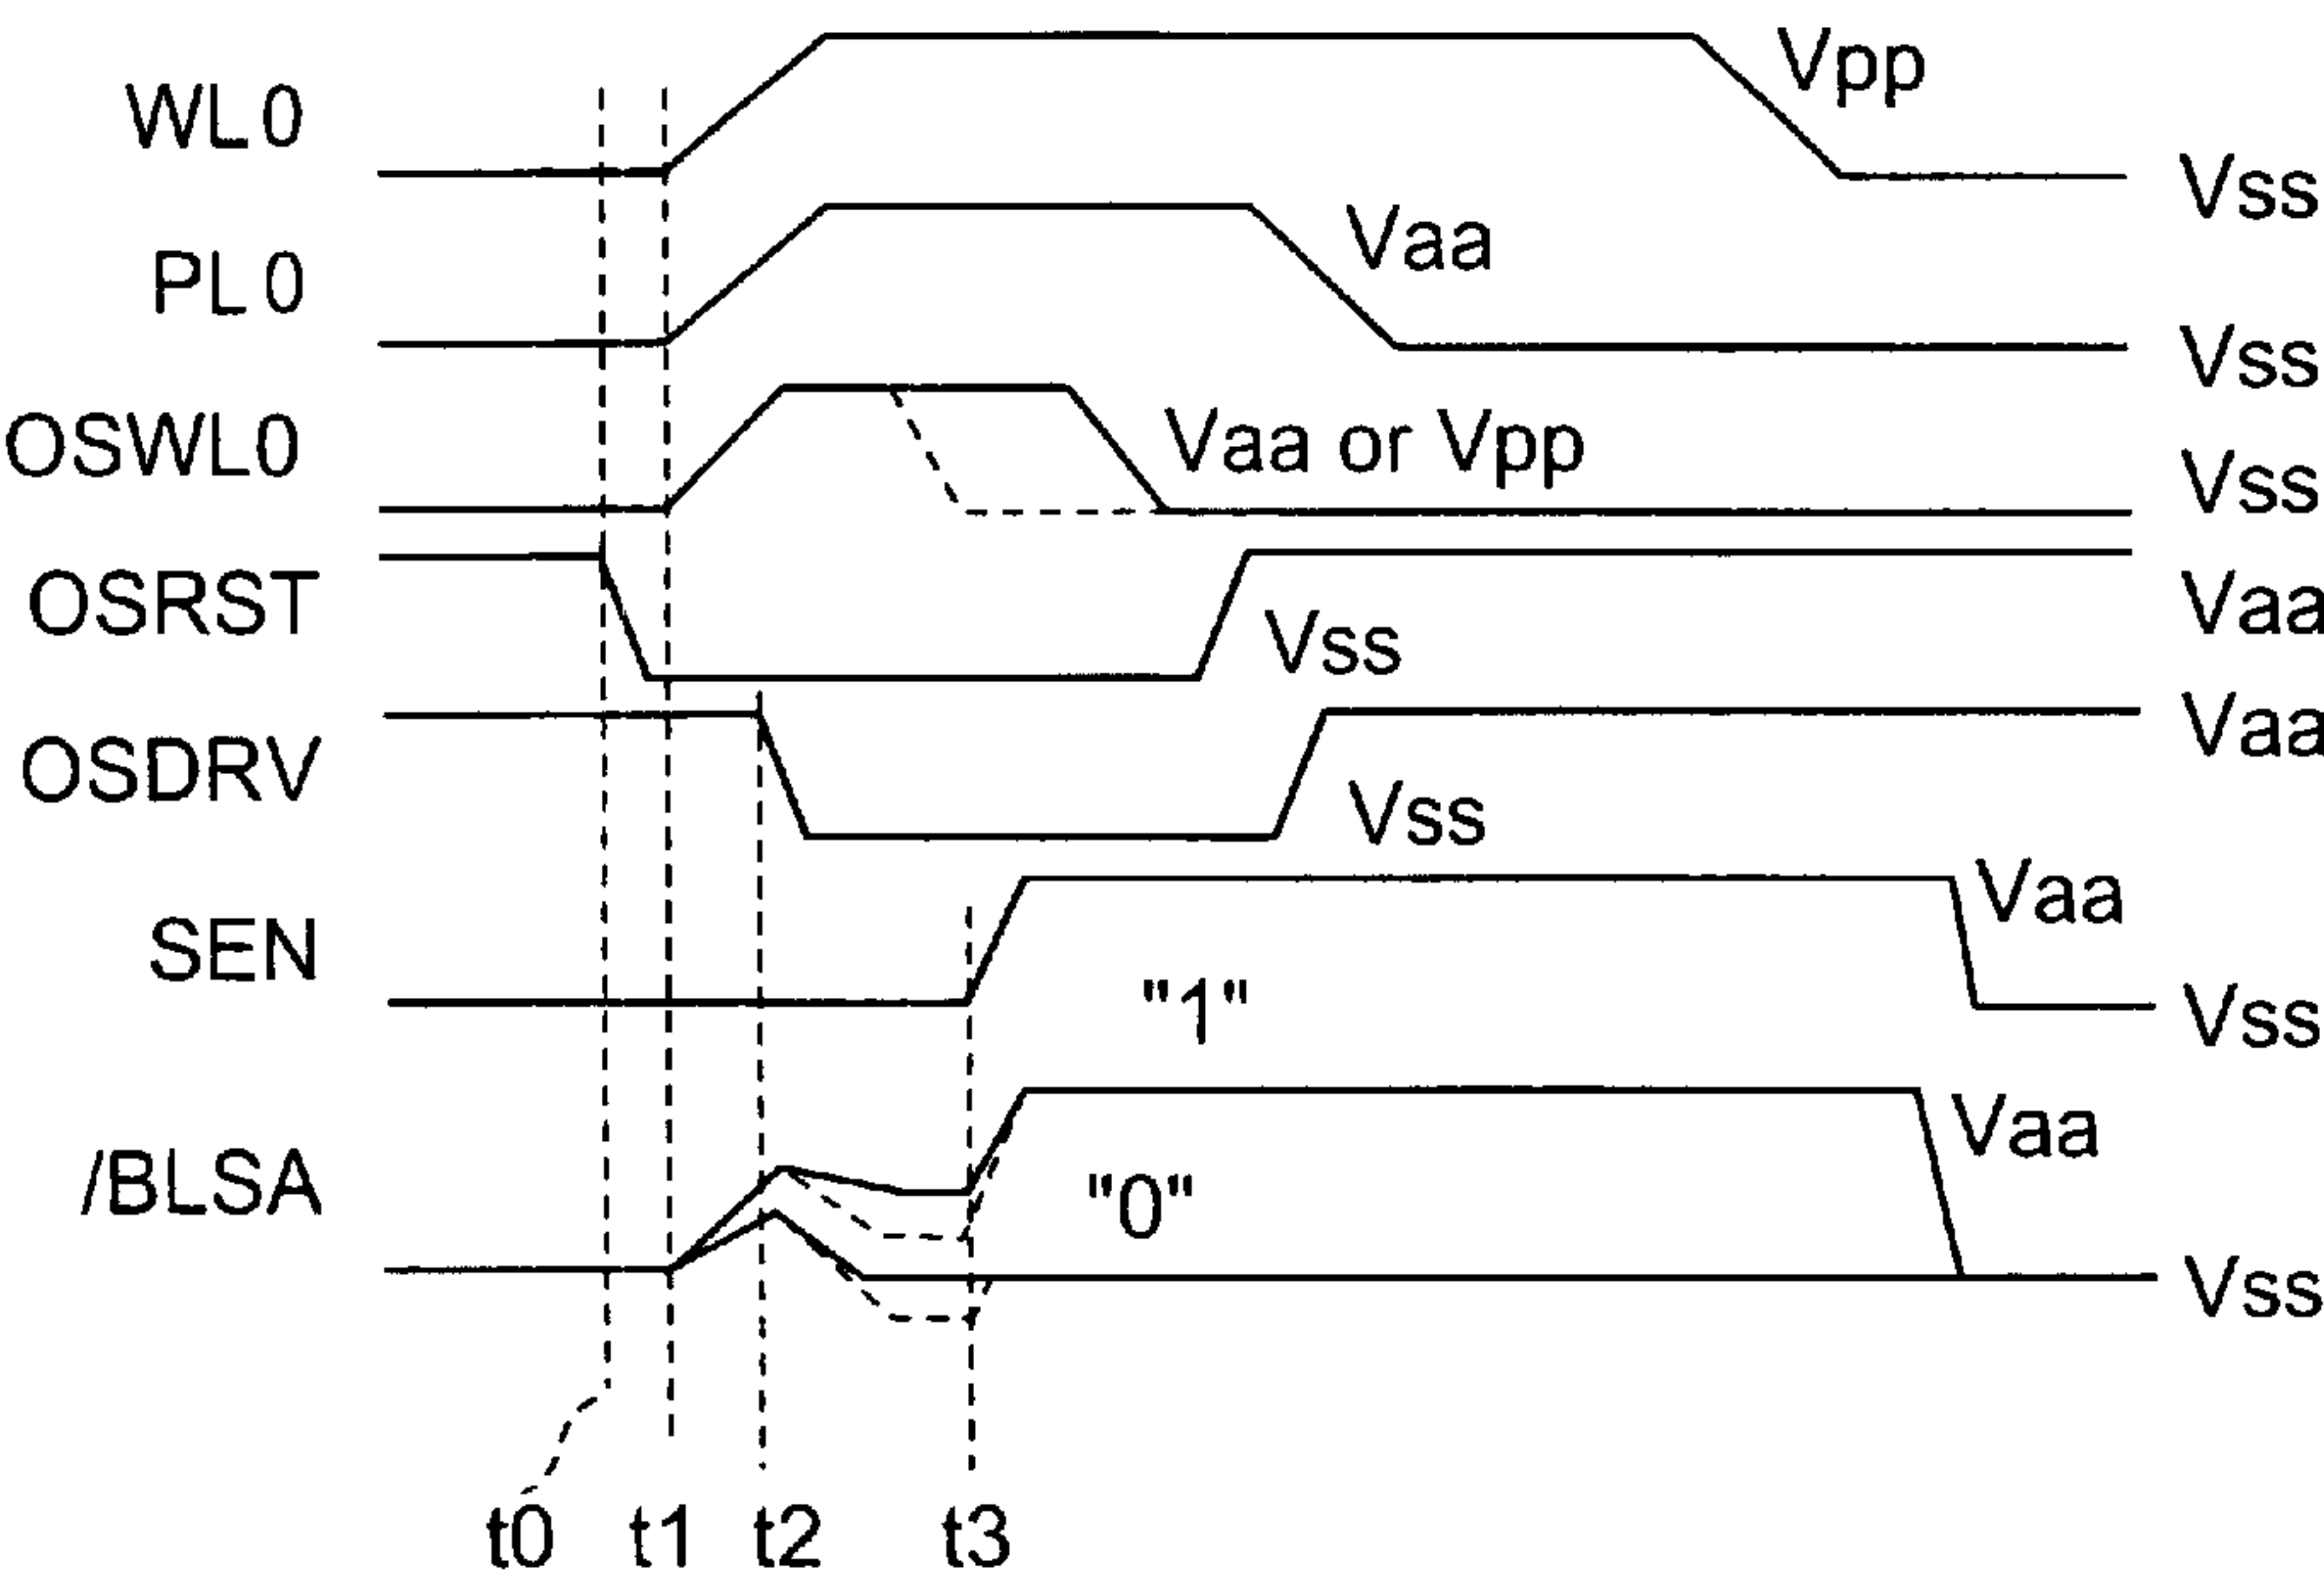 WL0 Vpp Vss
PL0 Vaa Vss
OSWL0 Vaa or Vpp Vss
OSRST Vss Vaa
OSDRV Vss Vaa
SEN "1" Vaa Vss
/BLSA "0" Vaa Vss
t0 t1 t2 t3